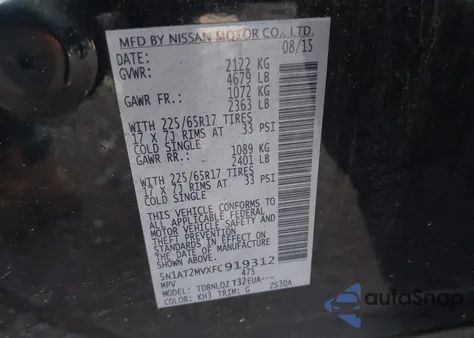 MFD BY NISSAN MOTOR CO., LTD.
DATE: 08/15
GVWR: 2122 KG
4679 LB
GAWR FR.: 1072 KG
2363 LB
WITH 225/65R17 TIRES
17 X 7J RIMS AT 33 PSI
COLD SINGLE
GAWR RR.: 1089 KG
2401 LB
WITH 225/65R17 TIRES
17 X 7J RIMS AT 33 PSI
COLD SINGLE
THIS VEHICLE CONFORMS TO
ALL APPLICABLE FEDERAL
MOTOR VEHICLE SAFETY AND
THEFT PREVENTION
STANDARDS IN EFFECT ON
THE DATE OF MANUFACTURE
SHOWN ABOVE.
5N1AT2MVXFC919312
MPV 475
MODEL: TDBNLQZ T32EUA---
COLOR: KH3 TRIM: G ZS30A
autoSnap